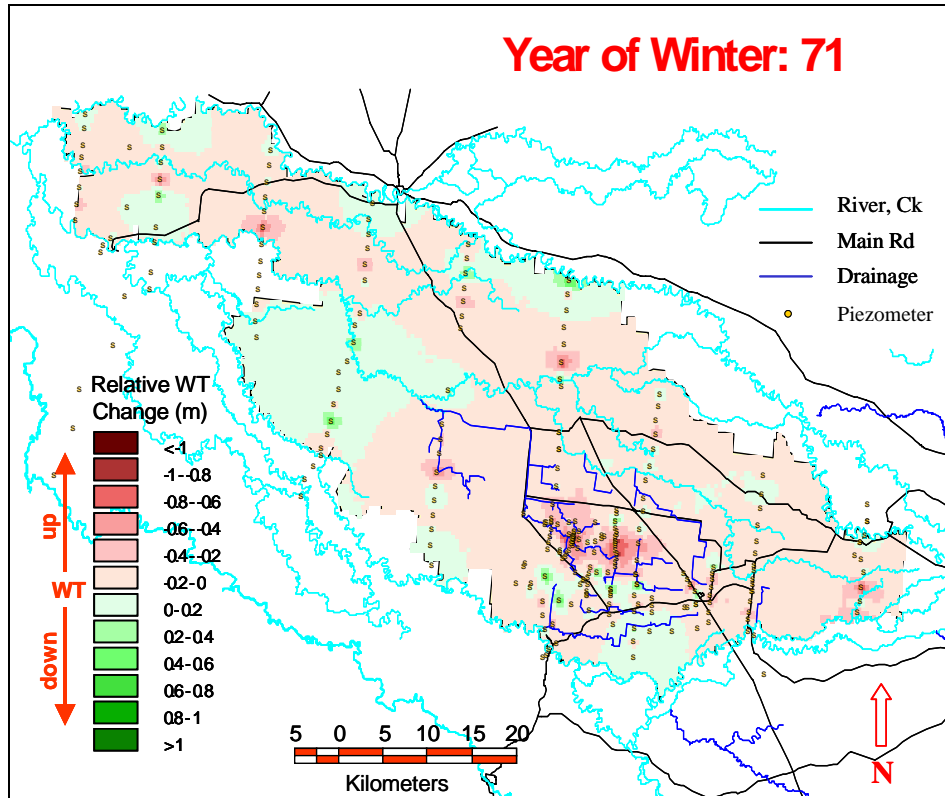 Year of Winter: 71
River, Ck
Main Rd
Drainage
Piezometer
Relative WT
Change (m)
<-1
-1--0.8
-0.8--0.6
-0.6--0.4
-0.4--0.2
-0.2-0
0-0.2
0.2-0.4
0.4-0.6
0.6-0.8
0.8-1
>1
up
WT
down
5 0 5 10 15 20
Kilometers
N